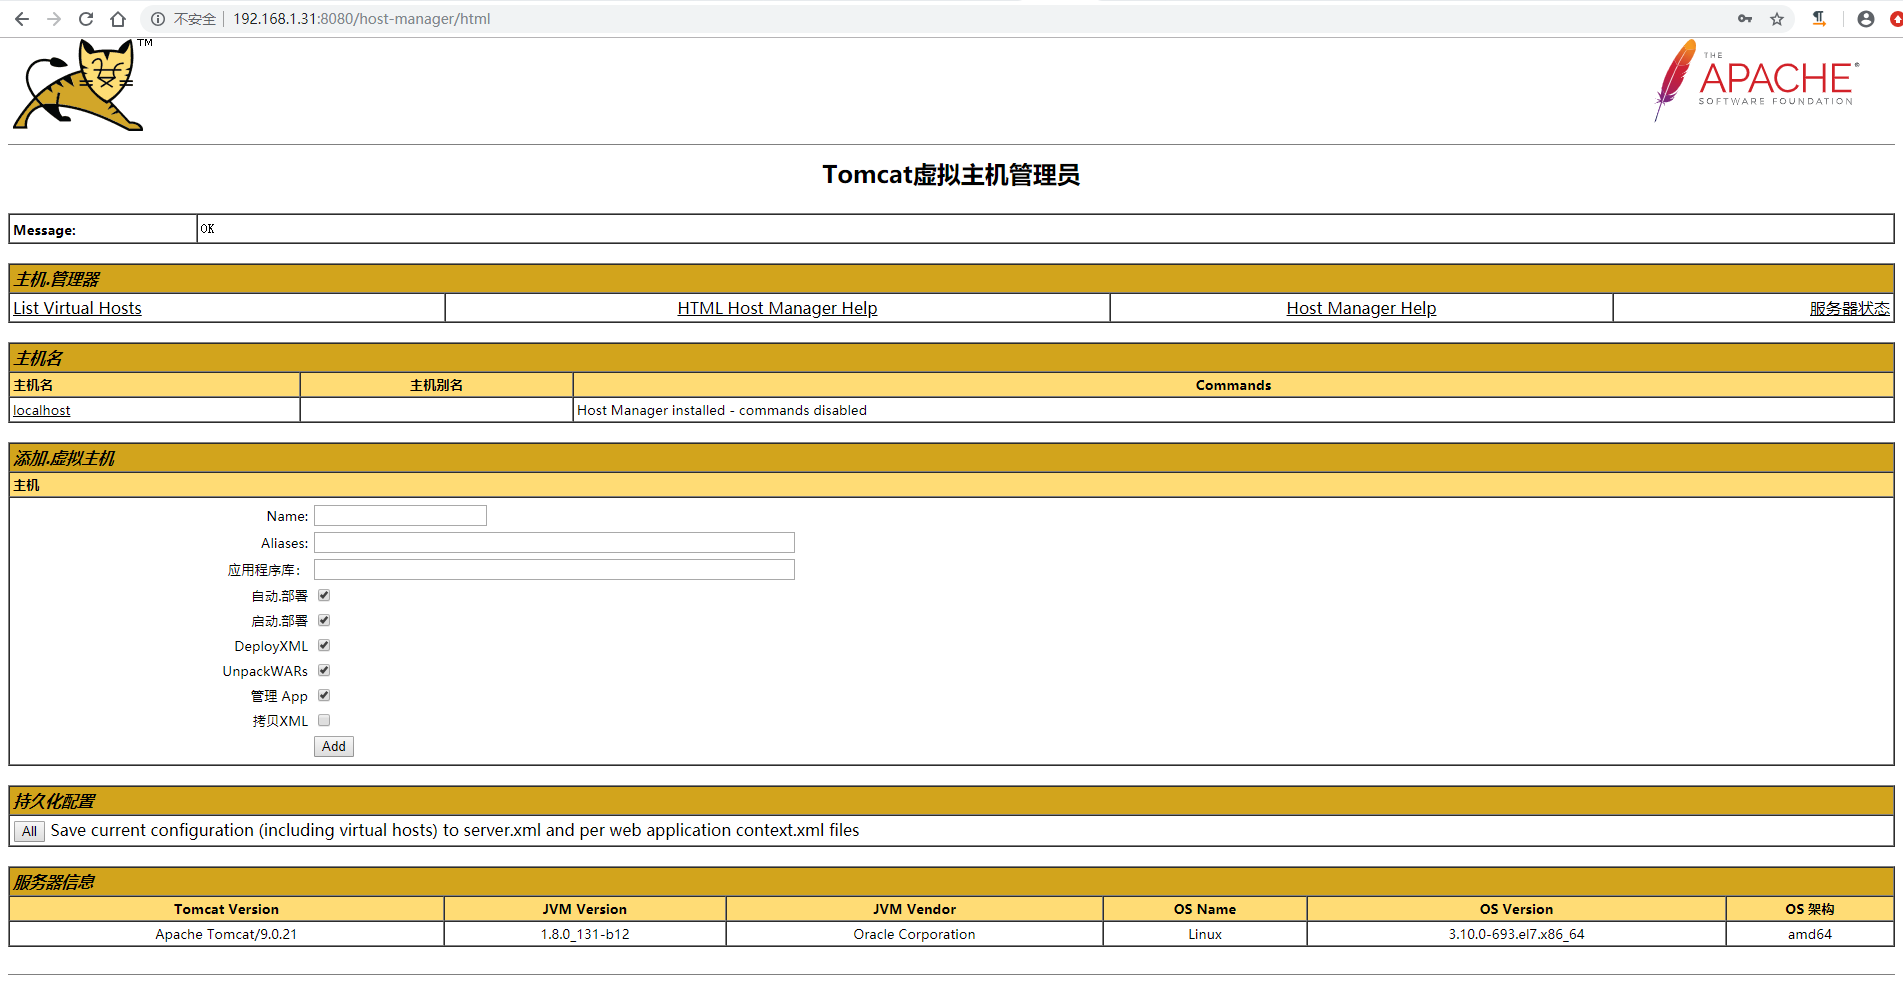 不安全 192.168.1.31:8080/host-manager/html
TM
THE
APACHE®
SOFTWARE FOUNDATION
Tomcat虚拟主机管理员
Message: OK
主机.管理器
List Virtual Hosts HTML Host Manager Help Host Manager Help 服务器状态
主机名
主机名 主机别名 Commands
localhost Host Manager installed - commands disabled
添加.虚拟主机
主机
Name:
Aliases:
应用程序库：
自动.部署
启动.部署
DeployXML
UnpackWARs
管理 App
拷贝XML
Add
持久化配置
All Save current configuration (including virtual hosts) to server.xml and per web application context.xml files
服务器信息
Tomcat Version JVM Version JVM Vendor OS Name OS Version OS 架构
Apache Tomcat/9.0.21 1.8.0_131-b12 Oracle Corporation Linux 3.10.0-693.el7.x86_64 amd64